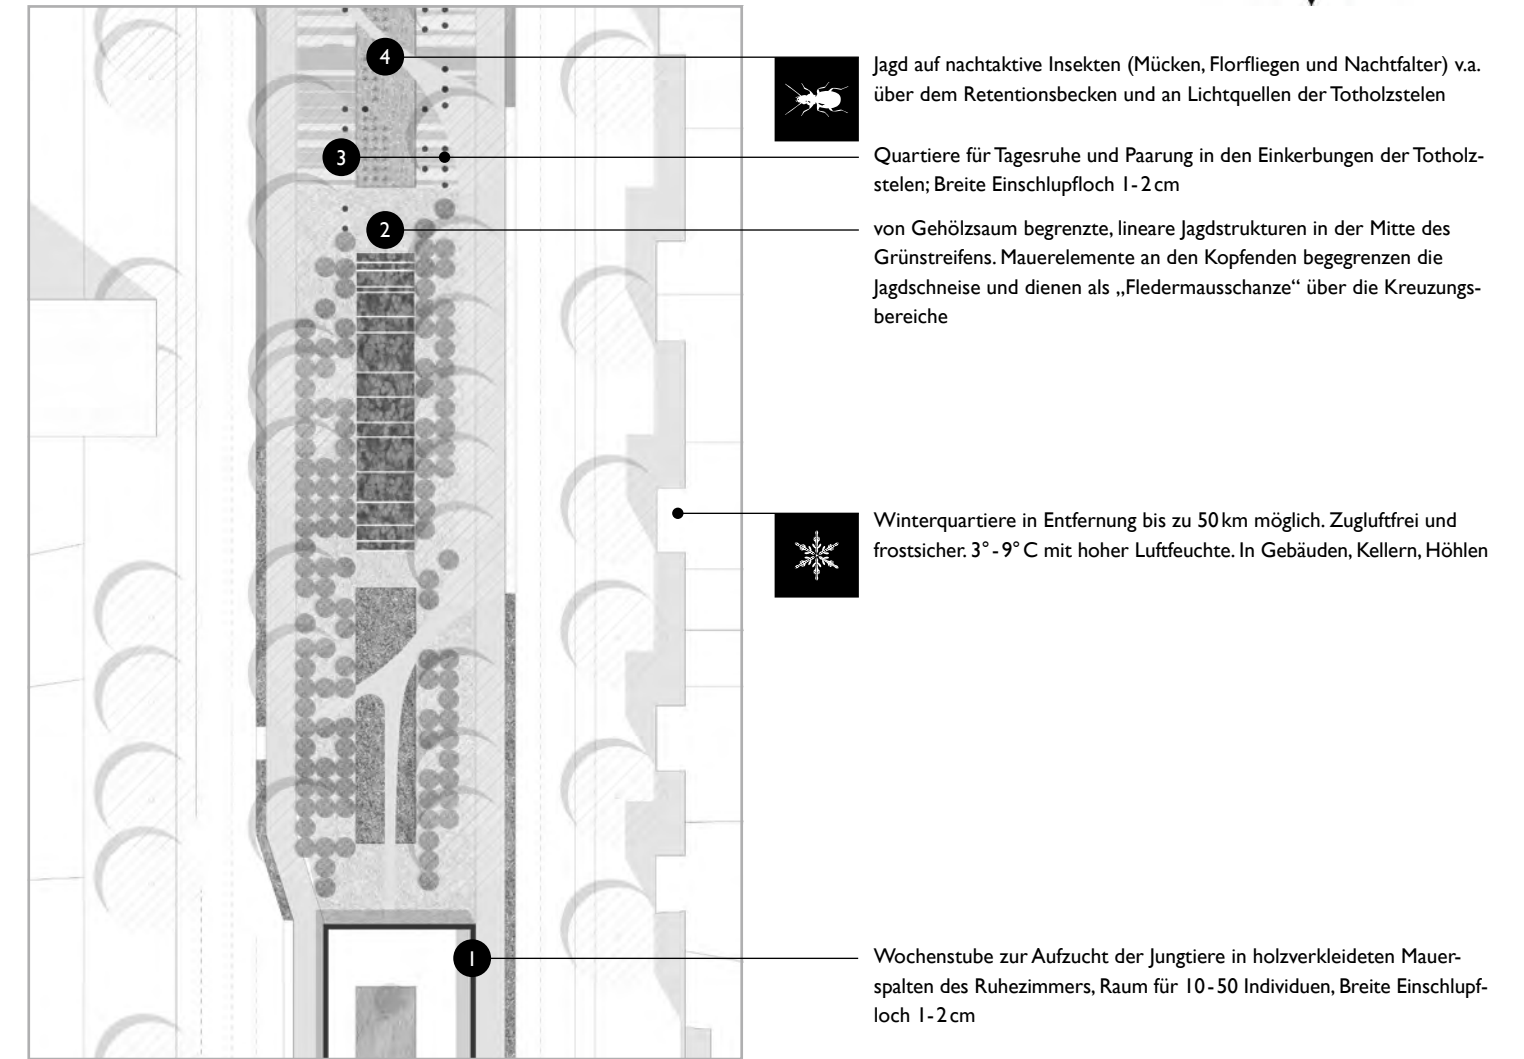 4
Jagd auf nachtaktive Insekten (Mücken, Florfliegen und Nachtfalter) v.a.
über dem Retentionsbecken und an Lichtquellen der Totholzstelen
3
Quartiere für Tagesruhe und Paarung in den Einkerbungen der Totholz-
stelen; Breite Einschlupfloch 1-2 cm
2
von Gehölzsaum begrenzte, lineare Jagdstrukturen in der Mitte des
Grünstreifens. Mauerelemente an den Kopfenden begegrenzen die
Jagdschneise und dienen als „Fledermausschanze“ über die Kreuzungs-
bereiche
Winterquartiere in Entfernung bis zu 50 km möglich. Zugluftfrei und
frostsicher. 3° - 9° C mit hoher Luftfeuchte. In Gebäuden, Kellern, Höhlen
1
Wochenstube zur Aufzucht der Jungtiere in holzverkleideten Mauer-
spalten des Ruhezimmers, Raum für 10-50 Individuen, Breite Einschlupf-
loch 1-2 cm